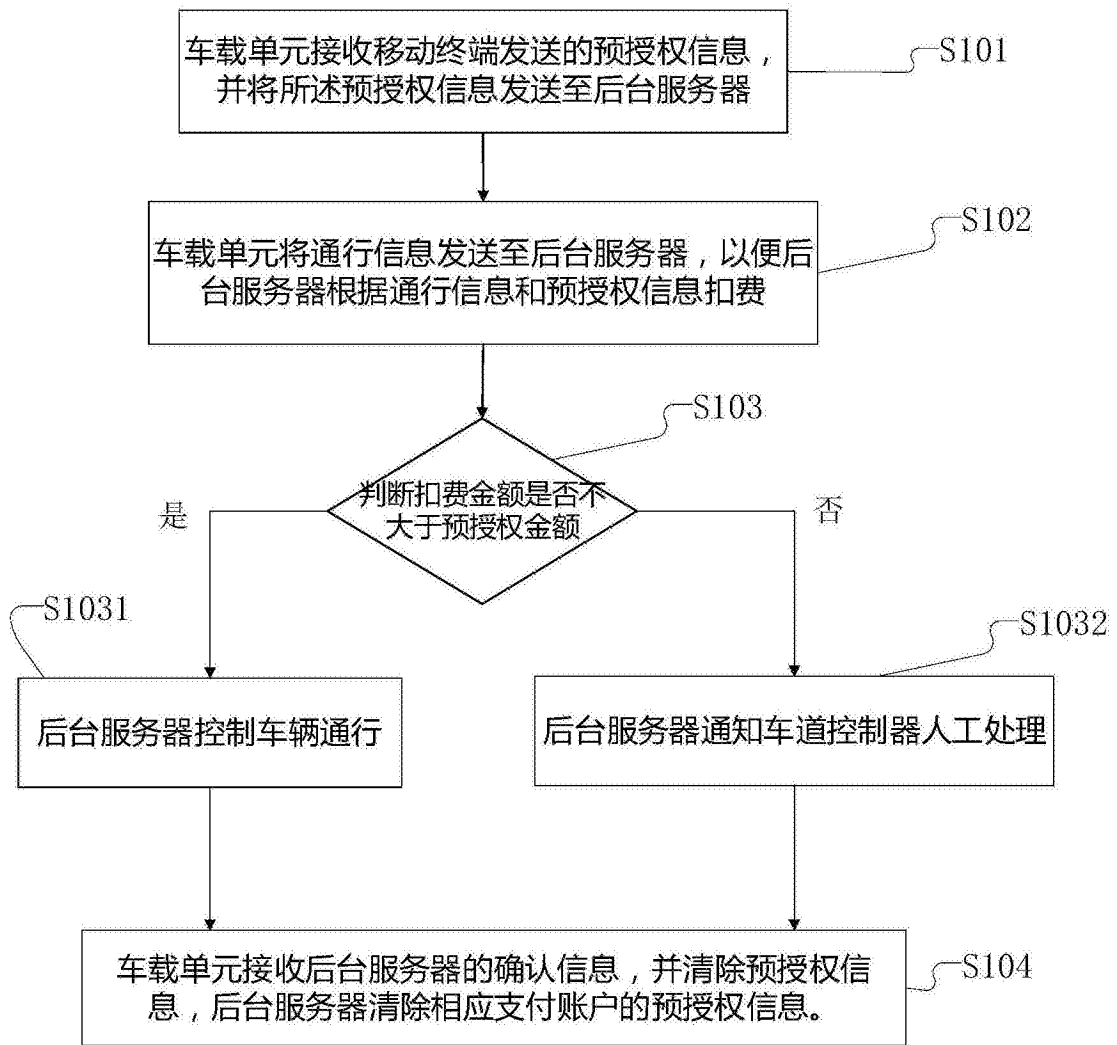 车载单元接收移动终端发送的预授权信息，
并将所述预授权信息发送至后台服务器
S101
车载单元将通行信息发送至后台服务器，以便后
台服务器根据通行信息和预授权信息扣费
S102
S103
判断扣费金额是否不
大于预授权金额
是
否
S1031
S1032
后台服务器控制车辆通行
后台服务器通知车道控制器人工处理
车载单元接收后台服务器的确认信息，并清除预授权信
息，后台服务器清除相应支付账户的预授权信息。
S104